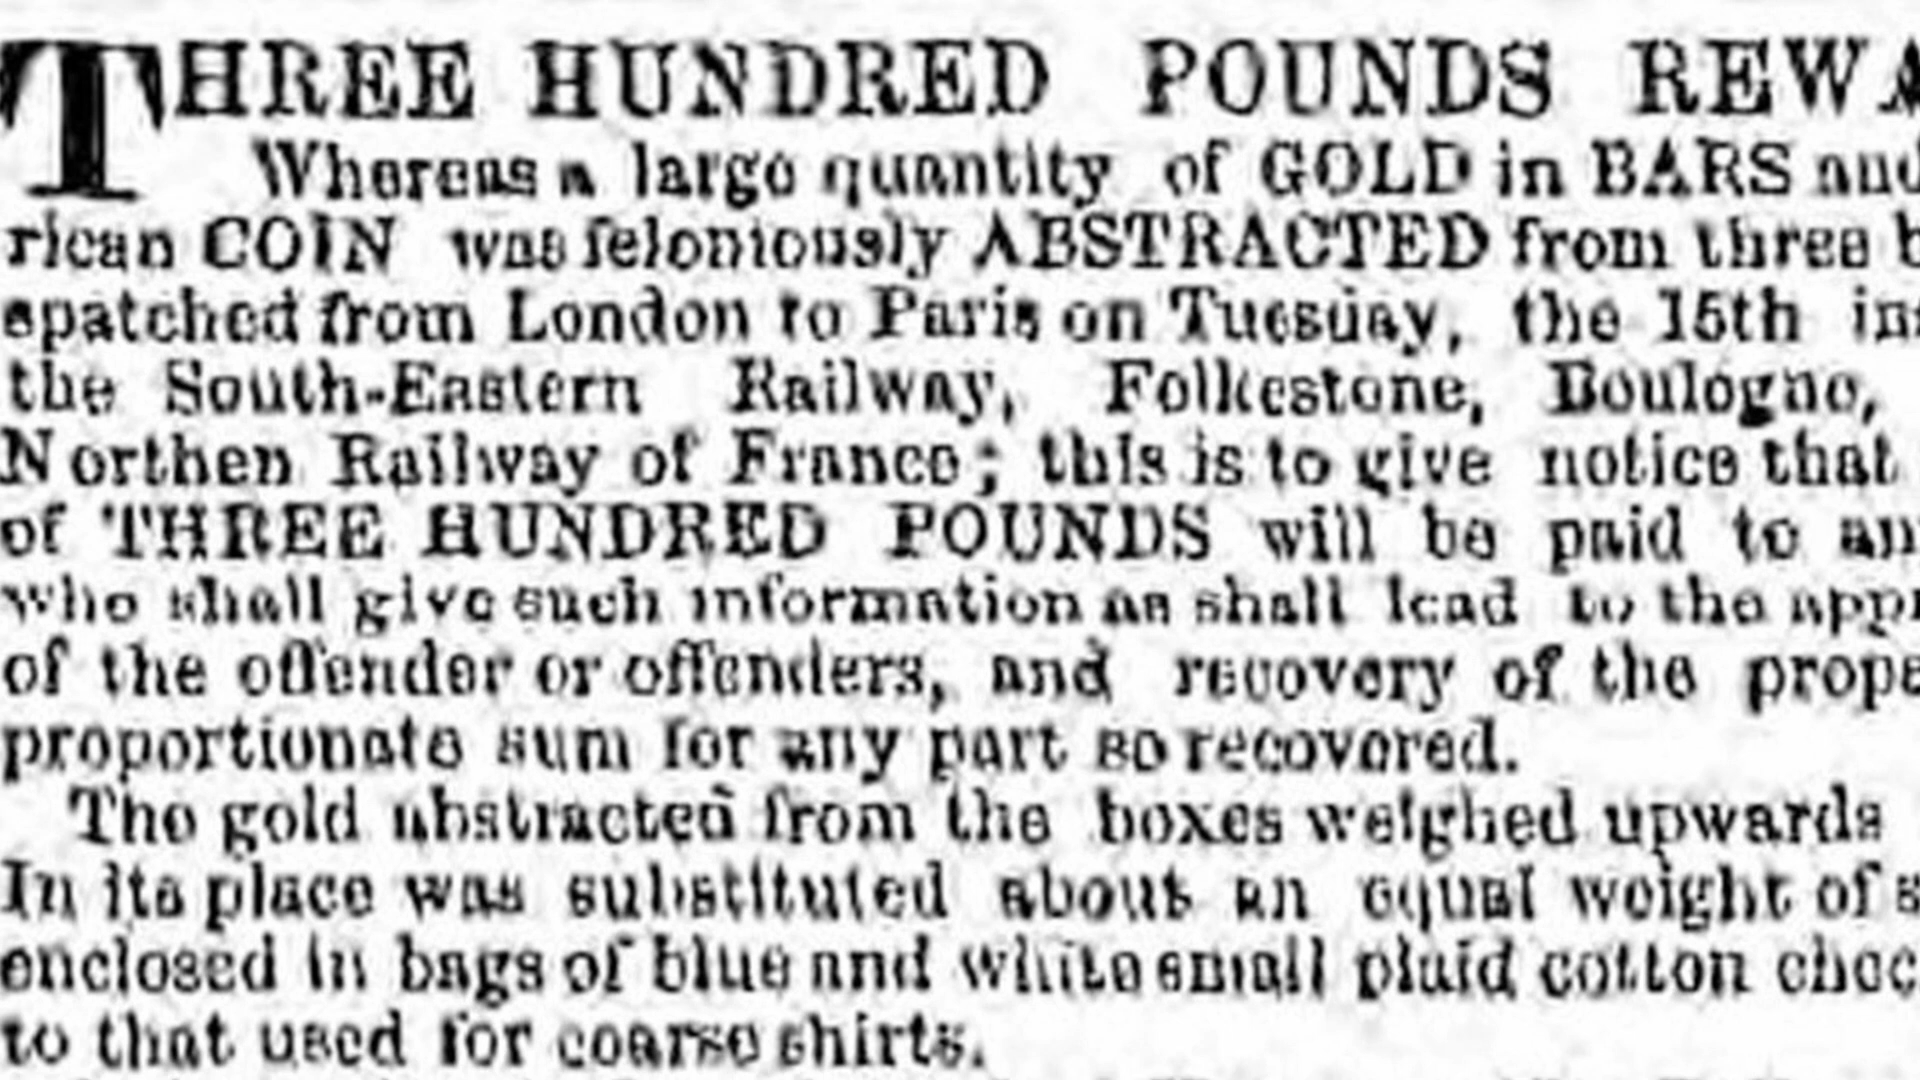 THREE HUNDRED POUNDS REWA
Whereas a large quantity of GOLD in BARS and
rican COIN was feloniously ABSTRACTED from three b
spatched from London to Paris on Tuesday, the 15th ins
the South-Eastern Railway, Folkestone, Boulogne,
Northen Railway of France; this is to give notice that
of THREE HUNDRED POUNDS will be paid to an
who shall give such information as shall lead to the appr
of the offender or offenders, and recovery of the prope
proportionate sum for any part so recovered.
The gold abstracted from the boxes weighed upwards
In its place was substituted about an equal weight of s
enclosed in bags of blue and white small plaid cotton chec
to that used for coarse shirts.